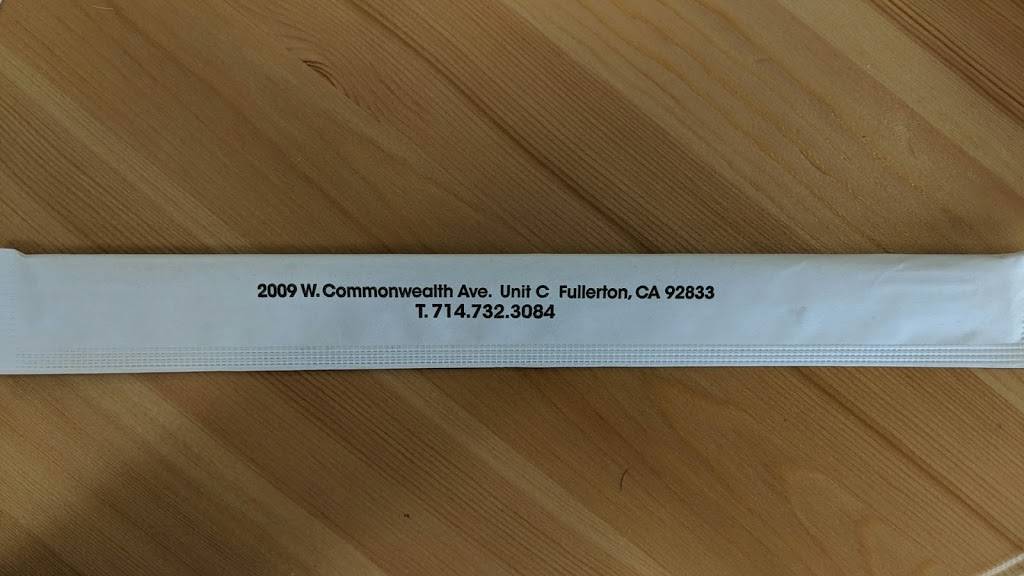 2009 W. Commonwealth Ave. Unit C Fullerton, CA 92833
T. 714.732.3084